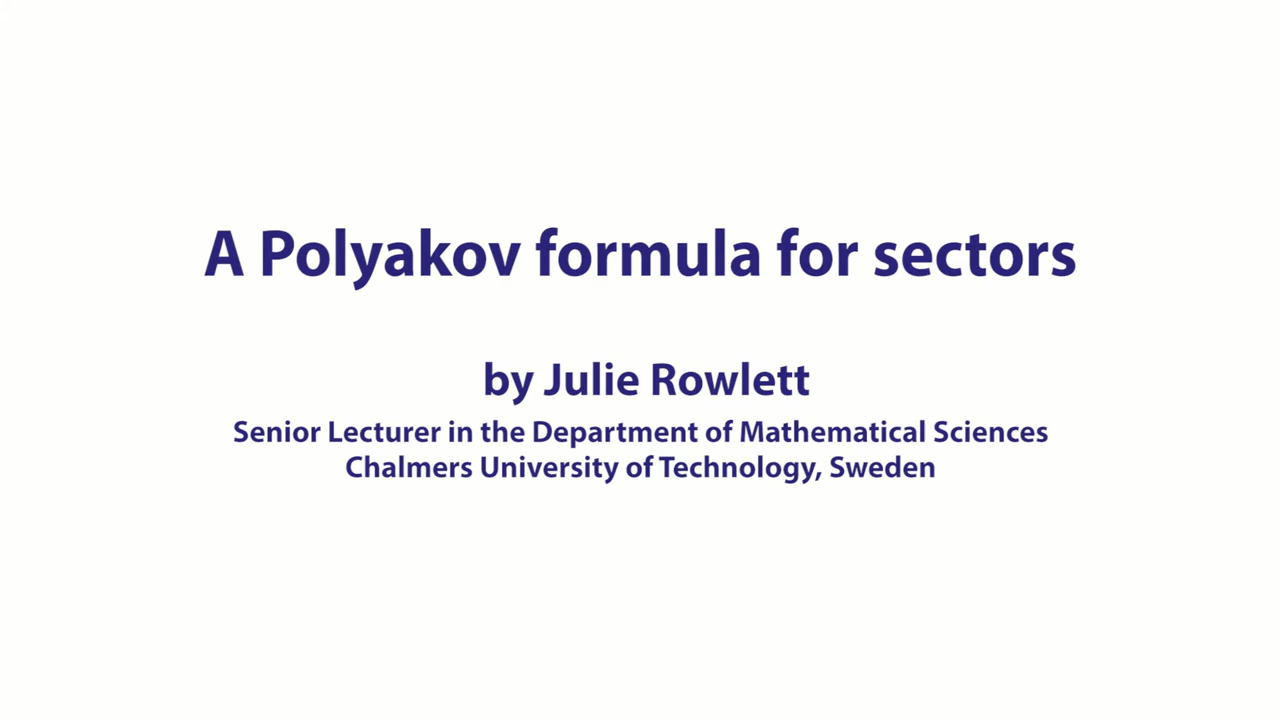 A Polyakov formula for sectors
by Julie Rowlett
Senior Lecturer in the Department of Mathematical Sciences
Chalmers University of Technology, Sweden